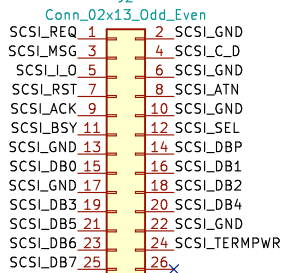 Conn_02x13_Odd_Even
SCSI_REQ 1 2 SCSI_GND
SCSI_MSG 3 4 SCSI_C_D
SCSI_I_O 5 6 SCSI_GND
SCSI_RST 7 8 SCSI_ATN
SCSI_ACK 9 10 SCSI_GND
SCSI_BSY 11 12 SCSI_SEL
SCSI_GND 13 14 SCSI_DBP
SCSI_DB0 15 16 SCSI_DB1
SCSI_GND 17 18 SCSI_DB2
SCSI_DB3 19 20 SCSI_DB4
SCSI_DB5 21 22 SCSI_GND
SCSI_DB6 23 24 SCSI_TERMPWR
SCSI_DB7 25 26